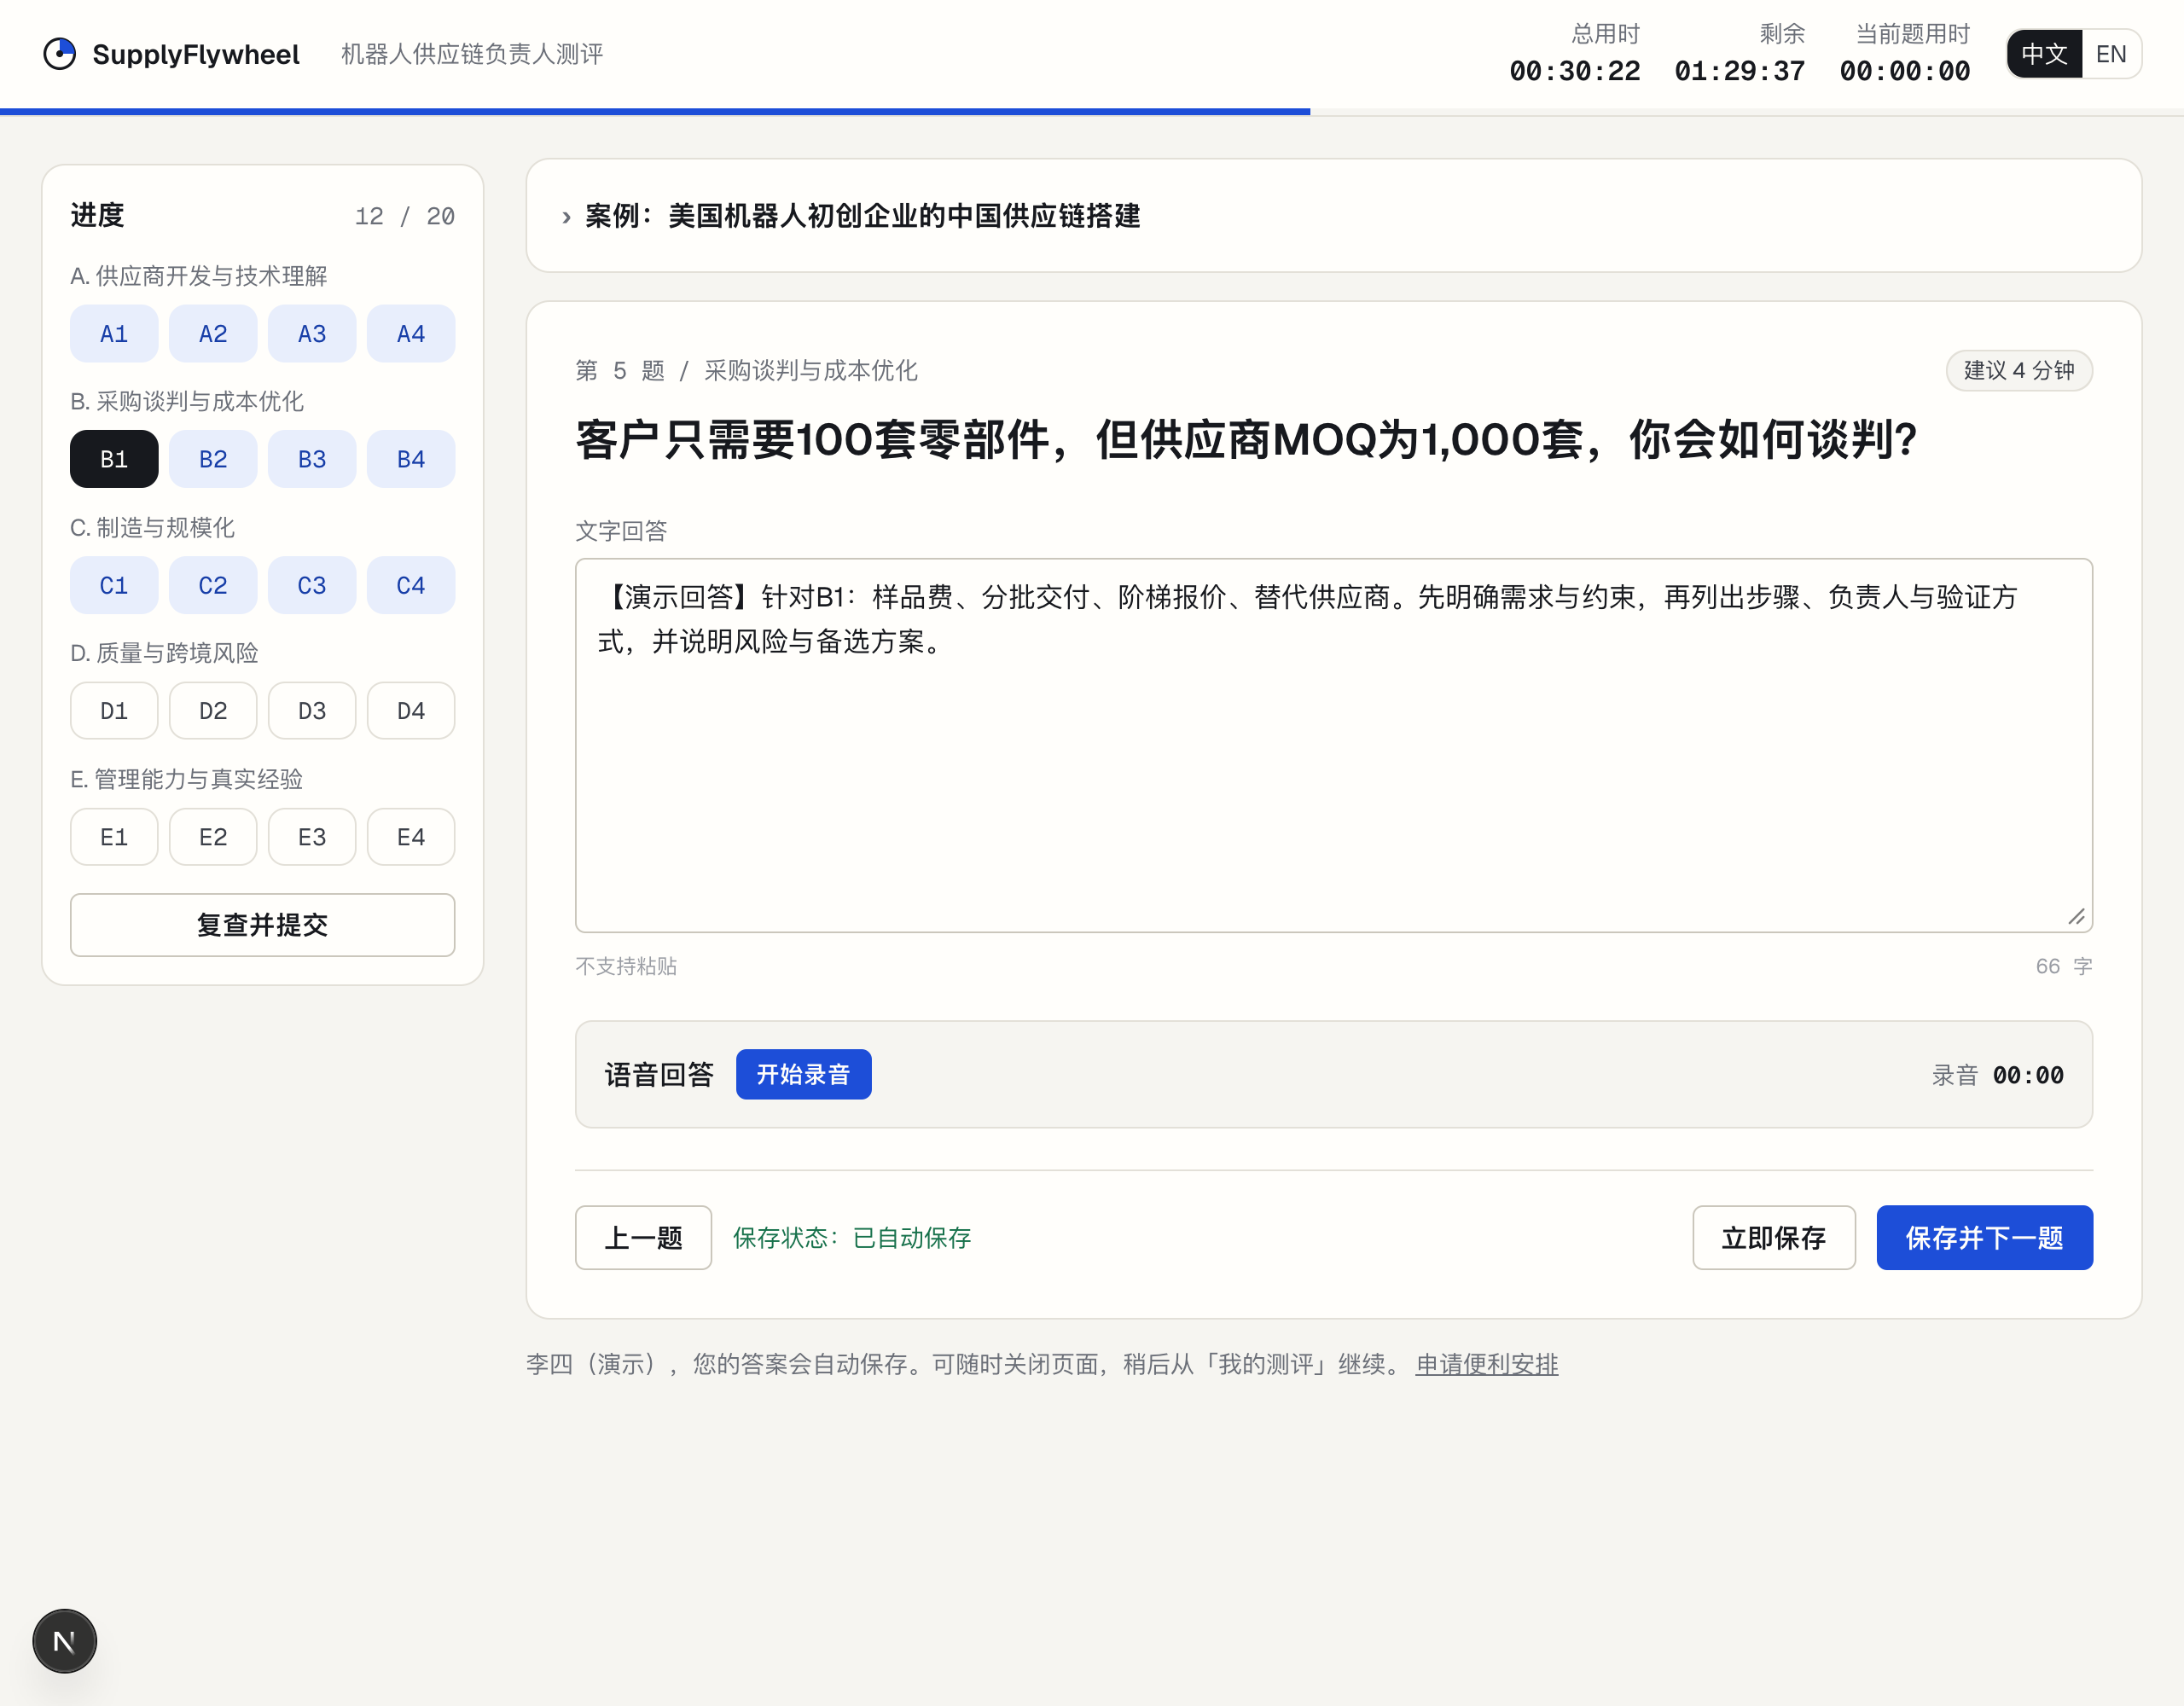 SupplyFlywheel 机器人供应链负责人测评
总用时 剩余 当前题用时
00:30:22 01:29:37 00:00:00
中文 EN
进度 12 / 20
A. 供应商开发与技术理解
A1 A2 A3 A4
B. 采购谈判与成本优化
B1 B2 B3 B4
C. 制造与规模化
C1 C2 C3 C4
D. 质量与跨境风险
D1 D2 D3 D4
E. 管理能力与真实经验
E1 E2 E3 E4
复查并提交
› 案例：美国机器人初创企业的中国供应链搭建
第 5 题 / 采购谈判与成本优化
建议 4 分钟
客户只需要100套零部件，但供应商MOQ为1,000套，你会如何谈判？
文字回答
【演示回答】针对B1：样品费、分批交付、阶梯报价、替代供应商。先明确需求与约束，再列出步骤、负责人与验证方
式，并说明风险与备选方案。
不支持粘贴
66 字
语音回答 开始录音
录音 00:00
上一题 保存状态：已自动保存
立即保存 保存并下一题
李四（演示），您的答案会自动保存。可随时关闭页面，稍后从「我的测评」继续。 申请便利安排
N